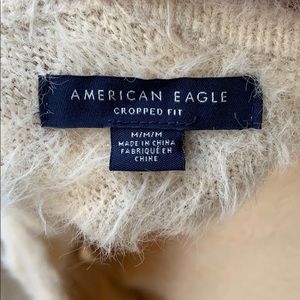 AMERICAN EAGLE
CROPPED FIT
M/M/M
MADE IN CHINA
FABRIQUÉ EN
CHINE